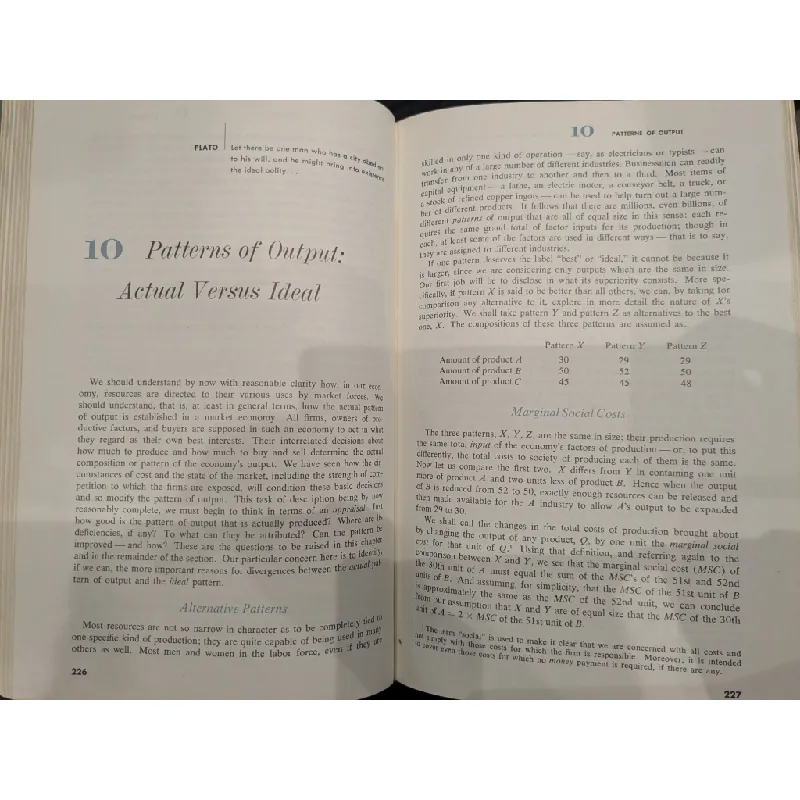 PLATO
Let there be one man who has a city obedient
to his will, and he might bring into existence
the ideal polity . . .
10 Patterns of Output:
Actual Versus Ideal
We should understand by now with reasonable clarity how, in our econ-
omy, resources are directed to their various uses by market forces. We
should understand, that is, at least in general terms, how the actual pattern
of output is established in a market economy. All firms, owners of pro-
ductive factors, and buyers are supposed in such an economy to act in what
they regard as their own best interests. Their interrelated decisions about
how much to produce and how much to buy and sell determine the actual
composition or pattern of the economy's output. We have seen how the cir-
cumstances of cost and the state of the market, including the strength of com-
petition to which the firms are exposed, will condition these basic decisions
and so modify the pattern of output. This task of description being by now
reasonably complete, we must begin to think in terms of an appraisal. Just
how good is the pattern of output that is actually produced? Where are its
deficiencies, if any? To what can they be attributed? Can the pattern be
improved — and how? These are the questions to be raised in this chapter
and in the remainder of the section. Our particular concern here is to identify,
if we can, the more important reasons for divergences between the actual pat-
tern of output and the ideal pattern.
Alternative Patterns
Most resources are not so narrow in character as to be completely tied to
one specific kind of production; they are quite capable of being used in many
others as well. Most men and women in the labor force, even if they are
226
10 PATTERNS OF OUTPUT
skilled in only one kind of operation — say, as electricians or typists — can
work in any of a large number of different industries. Businessmen can readily
transfer from one industry to another and then to a third. Most items of
capital equipment — a lathe, an electric motor, a conveyor belt, a truck, or
a stock of refined copper ingots — can be used to help turn out a large num-
ber of different products. It follows that there are millions, even billions, of
different patterns of output that are all of equal size in this sense: each re-
quires the same grand total of factor inputs for its production; though in
each, at least some of the factors are used in different ways — that is to say,
they are assigned to different industries.
If one pattern deserves the label "best" or "ideal," it cannot be because it
is larger, since we are considering only outputs which are the same in size.
Our first job will be to disclose in what its superiority consists. More spe-
cifically, if pattern X is said to be better than all others, we can, by taking for
comparison any alternative to it, explore in more detail the nature of X's
superiority. We shall take pattern Y and pattern Z as alternatives to the best
one, X. The compositions of these three patterns are assumed as:
Pattern X Pattern Y Pattern Z
Amount of product A 30 29 29
Amount of product B 50 52 50
Amount of product C 45 45 48
Marginal Social Costs
The three patterns, X, Y, Z, are the same in size; their production requires
the same total input of the economy's factors of production — or, to put this
differently, the total costs to society of producing each of them is the same.
Now let us compare the first two. X differs from Y in containing one unit
more of product A and two units less of product B. Hence when the output
of B is reduced from 52 to 50, exactly enough resources can be released and
then made available for the A industry to allow A's output to be expanded
from 29 to 30.
We shall call the changes in the total costs of production brought about
by changing the output of any product, Q, by one unit the marginal social
cost for that unit of Q.¹ Using that definition, and referring again to the
comparison between X and Y, we see that the marginal social cost (MSC) of
the 30th unit of A must equal the sum of the MSC's of the 51st and 52nd
units of B. And assuming, for simplicity, that the MSC of the 51st unit of B
is approximately the same as the MSC of the 52nd unit, we can conclude
from our assumption that X and Y are of equal size that the MSC of the 30th
unit of A = 2 × MSC of the 51st unit of B.
The term "social" is used to make it clear that we are concerned with all costs and
not simply with those costs for which the firm is responsible. Moreover, it is intended
to cover even those costs for which no money payment is required, if there are any.
227